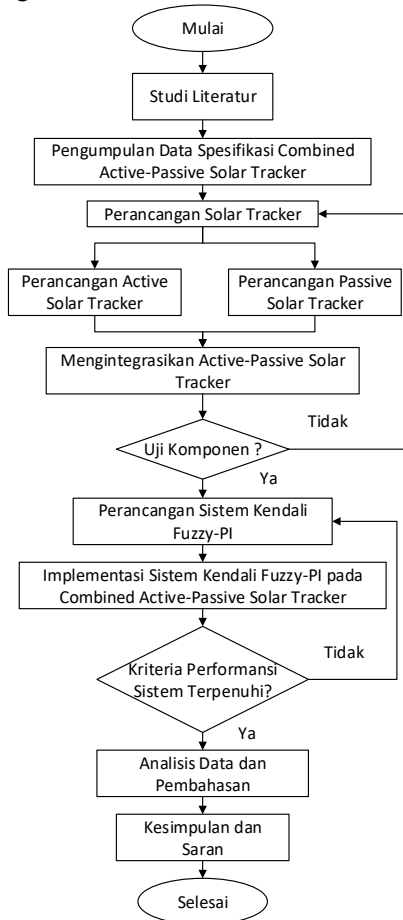 Mulai
Studi Literatur
Pengumpulan Data Spesifikasi Combined
Active-Passive Solar Tracker
Perancangan Solar Tracker
Perancangan Active
Solar Tracker
Perancangan Passive
Solar Tracker
Mengintegrasikan Active-Passive Solar
Tracker
Uji Komponen ?
Tidak
Ya
Perancangan Sistem Kendali
Fuzzy-PI
Implementasi Sistem Kendali Fuzzy-PI pada
Combined Active-Passive Solar Tracker
Kriteria Performansi
Sistem Terpenuhi?
Tidak
Ya
Analisis Data dan
Pembahasan
Kesimpulan dan
Saran
Selesai